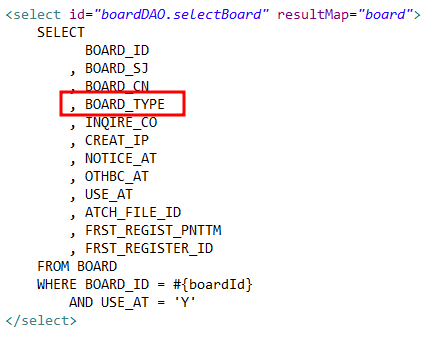 <select id="boardDAO.selectBoard" resultMap="board">
SELECT
BOARD_ID
, BOARD_SJ
, BOARD_CN
, BOARD_TYPE
, INQIRE_CO
, CREAT_IP
, NOTICE_AT
, OTHBC_AT
, USE_AT
, ATCH_FILE_ID
, FRST_REGIST_PNTTM
, FRST_REGISTER_ID
FROM BOARD
WHERE BOARD_ID = #{boardId}
AND USE_AT = 'Y'
</select>